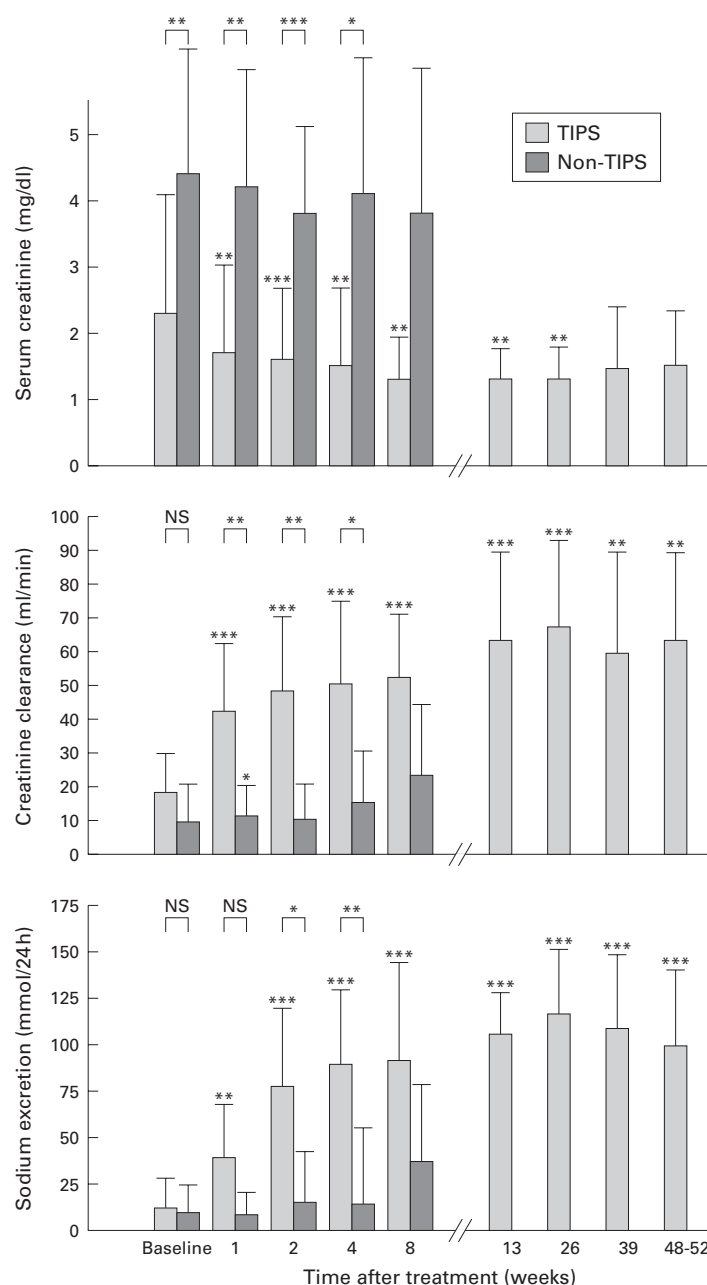 ** ** *** *
5
4
3
2
1
0
Serum creatinine (mg/dl)
TIPS
Non-TIPS
** *** ** ** ** **
NS ** ** *
100
90
80
70
60
50
40
30
20
10
0
Creatinine clearance (ml/min)
*** *** *** *** *** *** ** **
*
NS NS * **
175
150
125
100
75
50
25
0
Sodium excretion (mmol/24h)
** *** *** *** *** *** *** ***
Baseline 1 2 4 8 13 26 39 48-52
Time after treatment (weeks)